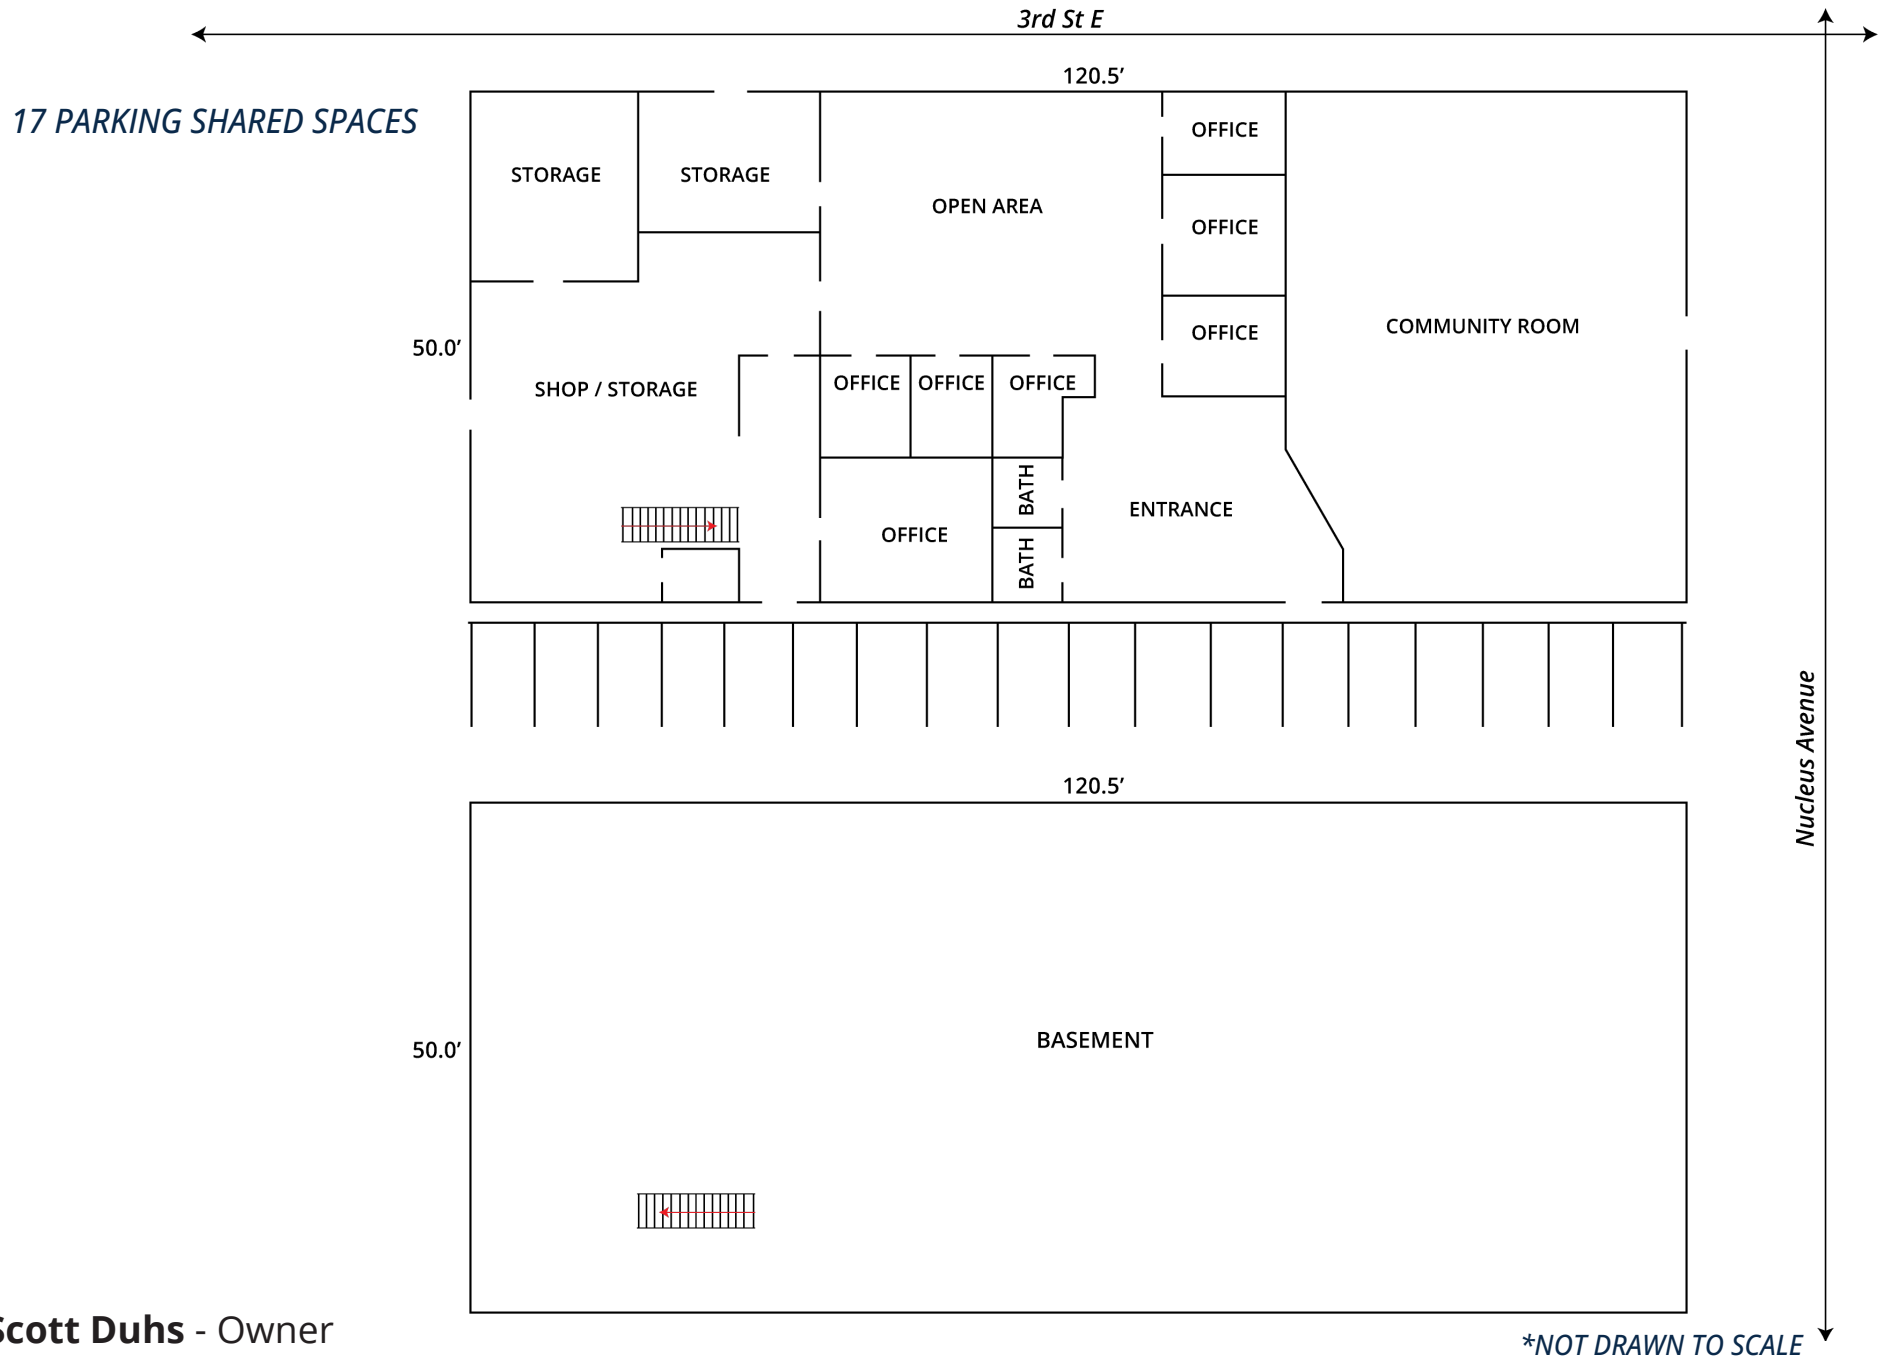 3rd St E
120.5’
17 PARKING SHARED SPACES
STORAGE
STORAGE
OPEN AREA
OFFICE
OFFICE
OFFICE
COMMUNITY ROOM
50.0’
SHOP / STORAGE
OFFICE
OFFICE
OFFICE
BATH
BATH
OFFICE
ENTRANCE
Nucleus Avenue
120.5’
50.0’
BASEMENT
Scott Duhs - Owner
*NOT DRAWN TO SCALE